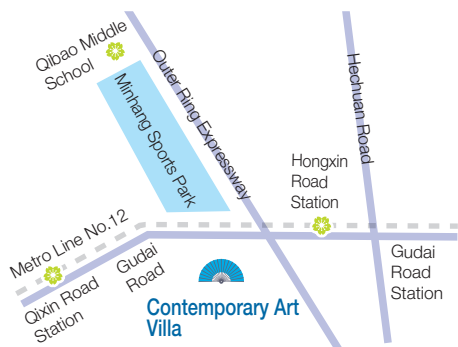 Qibao Middle
School
Minhang Sports Park
Outer Ring Expressway
Hechuan Road
Hongxin
Road
Station
Metro Line No.12
Qixin Road
Station
Gudai
Road
Gudai
Road
Station
Contemporary Art
Villa